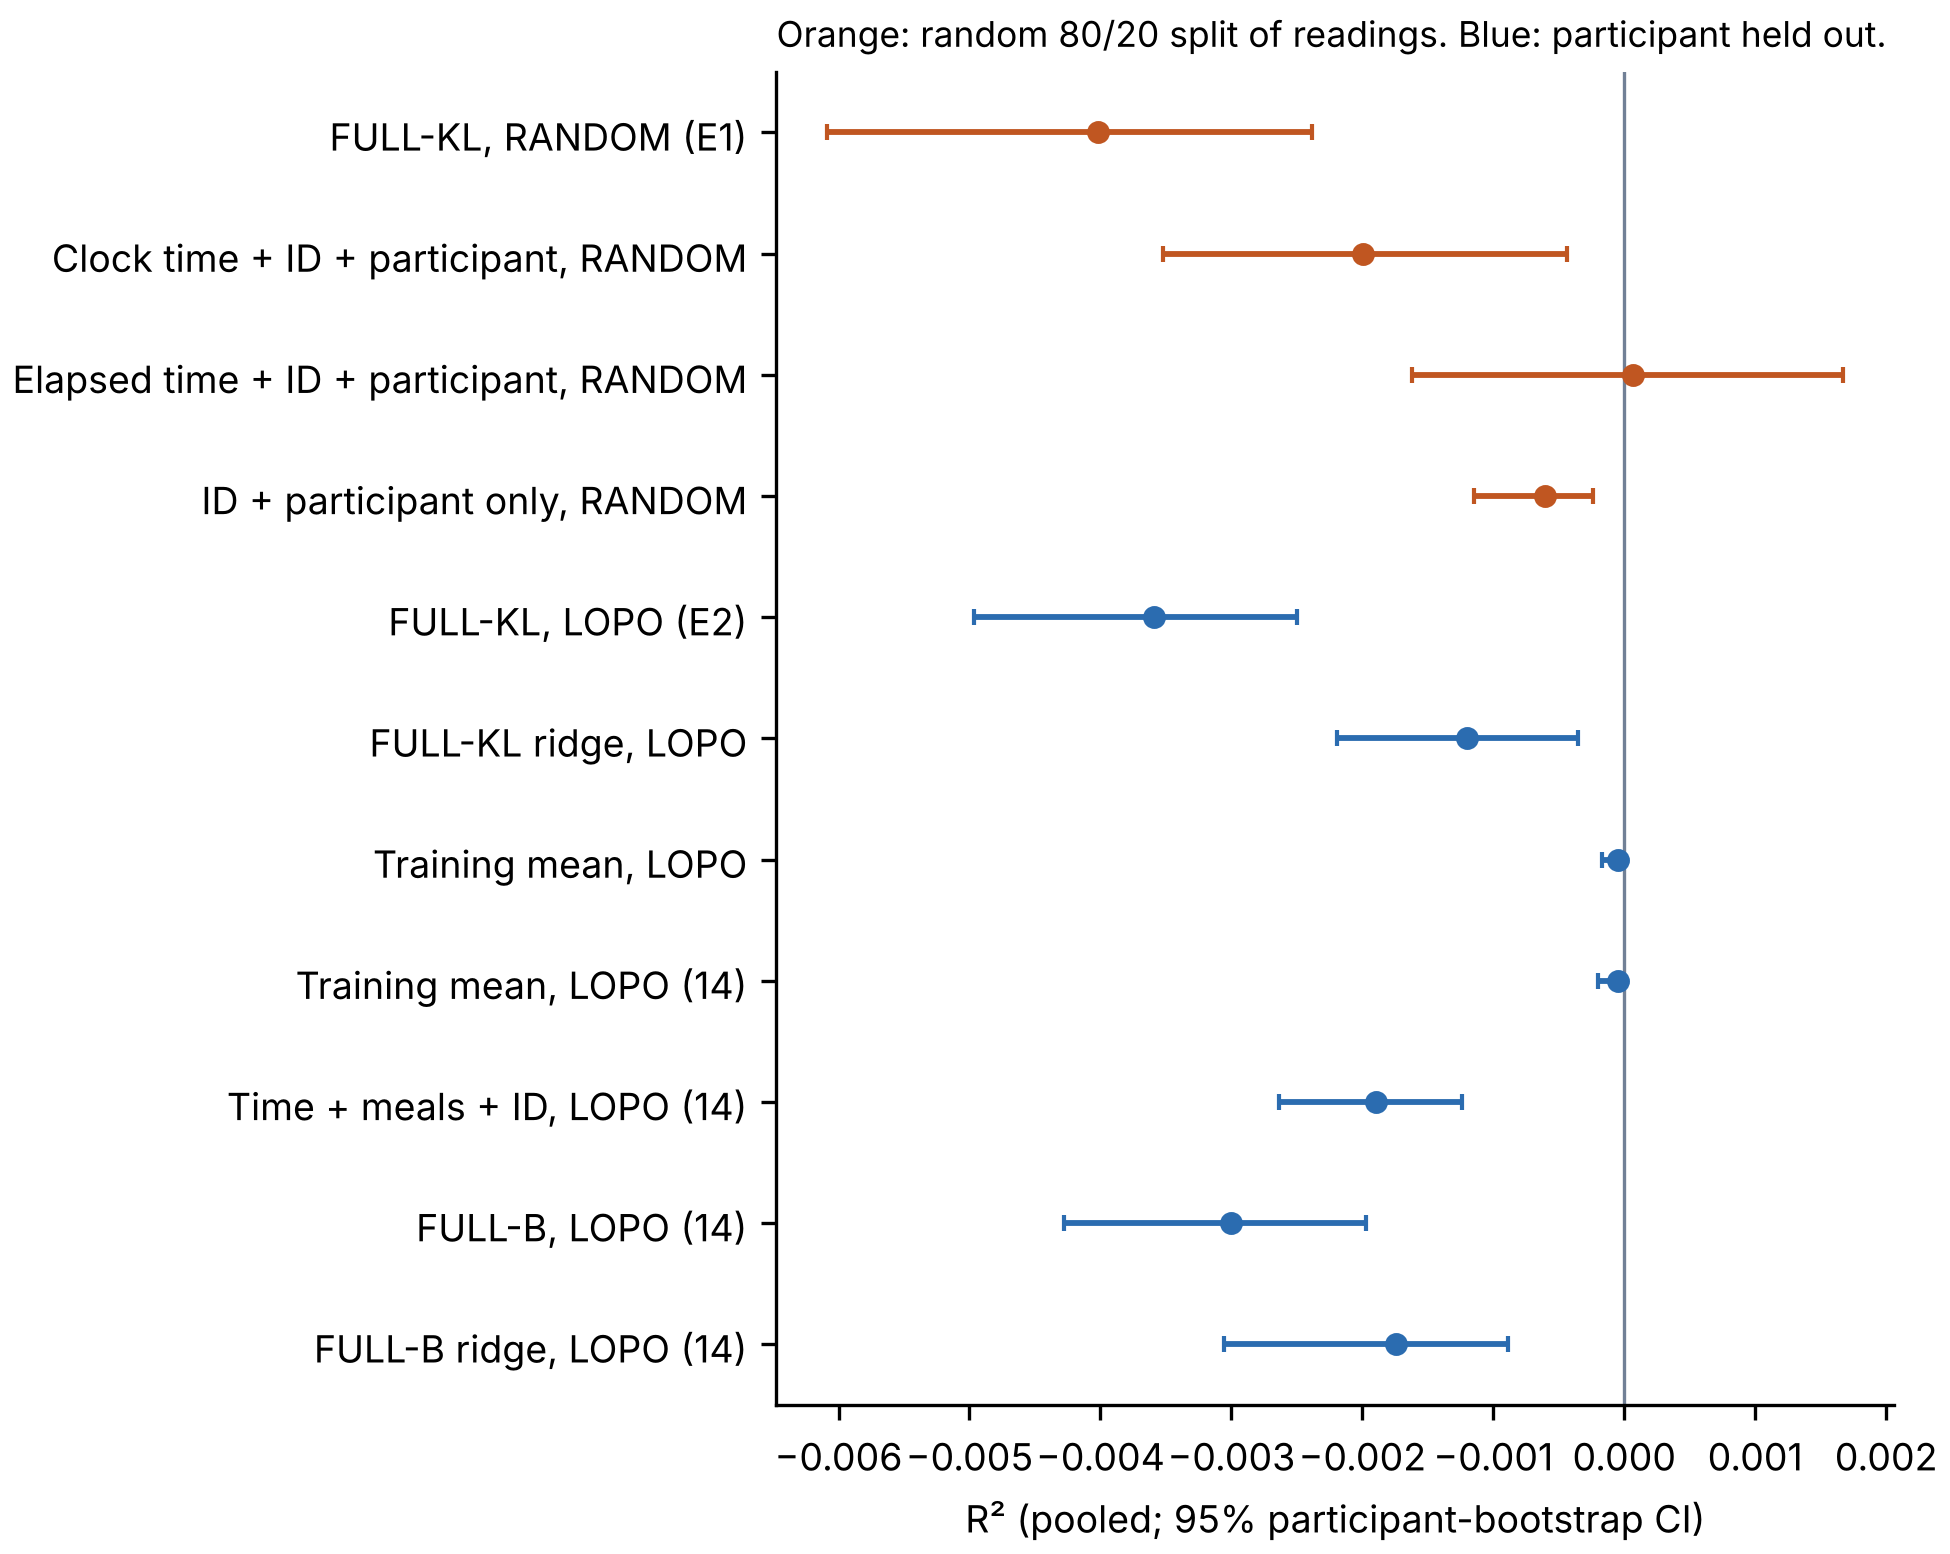 Orange: random 80/20 split of readings. Blue: participant held out.
FULL-KL, RANDOM (E1)
Clock time + ID + participant, RANDOM
Elapsed time + ID + participant, RANDOM
ID + participant only, RANDOM
FULL-KL, LOPO (E2)
FULL-KL ridge, LOPO
Training mean, LOPO
Training mean, LOPO (14)
Time + meals + ID, LOPO (14)
FULL-B, LOPO (14)
FULL-B ridge, LOPO (14)
−0.006 −0.005 −0.004 −0.003 −0.002 −0.001 0.000 0.001 0.002
R² (pooled; 95% participant-bootstrap CI)